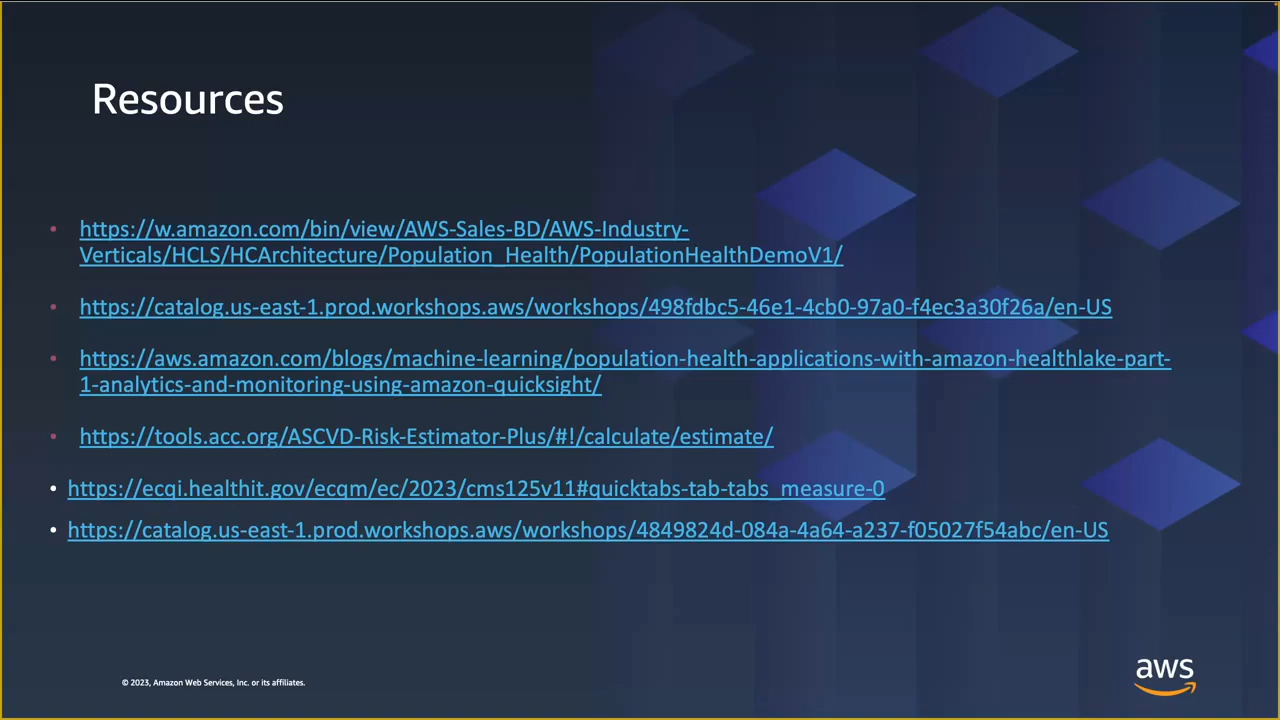 Resources
• https://w.amazon.com/bin/view/AWS-Sales-BD/AWS-Industry-
Verticals/HCLS/HCArchitecture/Population_Health/PopulationHealthDemoV1/
• https://catalog.us-east-1.prod.workshops.aws/workshops/498fdbc5-46e1-4cb0-97a0-f4ec3a30f26a/en-US
• https://aws.amazon.com/blogs/machine-learning/population-health-applications-with-amazon-healthlake-part-
1-analytics-and-monitoring-using-amazon-quicksight/
• https://tools.acc.org/ASCVD-Risk-Estimator-Plus/#!/calculate/estimate/
• https://ecqi.healthit.gov/ecqm/ec/2023/cms125v11#quicktabs-tab-tabs_measure-0
• https://catalog.us-east-1.prod.workshops.aws/workshops/4849824d-084a-4a64-a237-f05027f54abc/en-US
© 2023, Amazon Web Services, Inc. or its affiliates.
aws